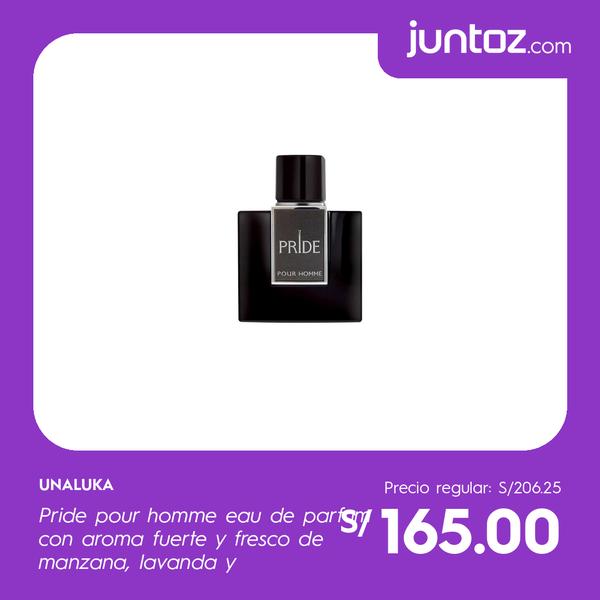 juntoz.com
PRIDE
POUR HOMME
UNALUKA
Pride pour homme eau de parfum
con aroma fuerte y fresco de
manzana, lavanda y
Precio regular: S/206.25
S/ 165.00